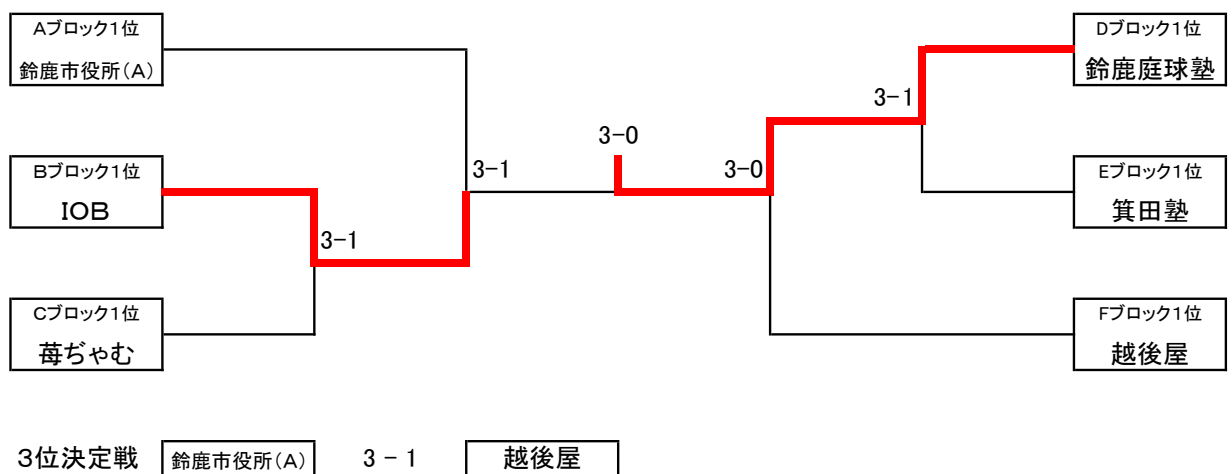 Aブロック1位
鈴鹿市役所(A)
Bブロック1位
IOB
Cブロック1位
苺ぢゃむ
3-1
3-1
3-0
3-0
3-1
Dブロック1位
鈴鹿庭球塾
Eブロック1位
箕田塾
Fブロック1位
越後屋
3位決定戦 鈴鹿市役所(A) 3-1 越後屋